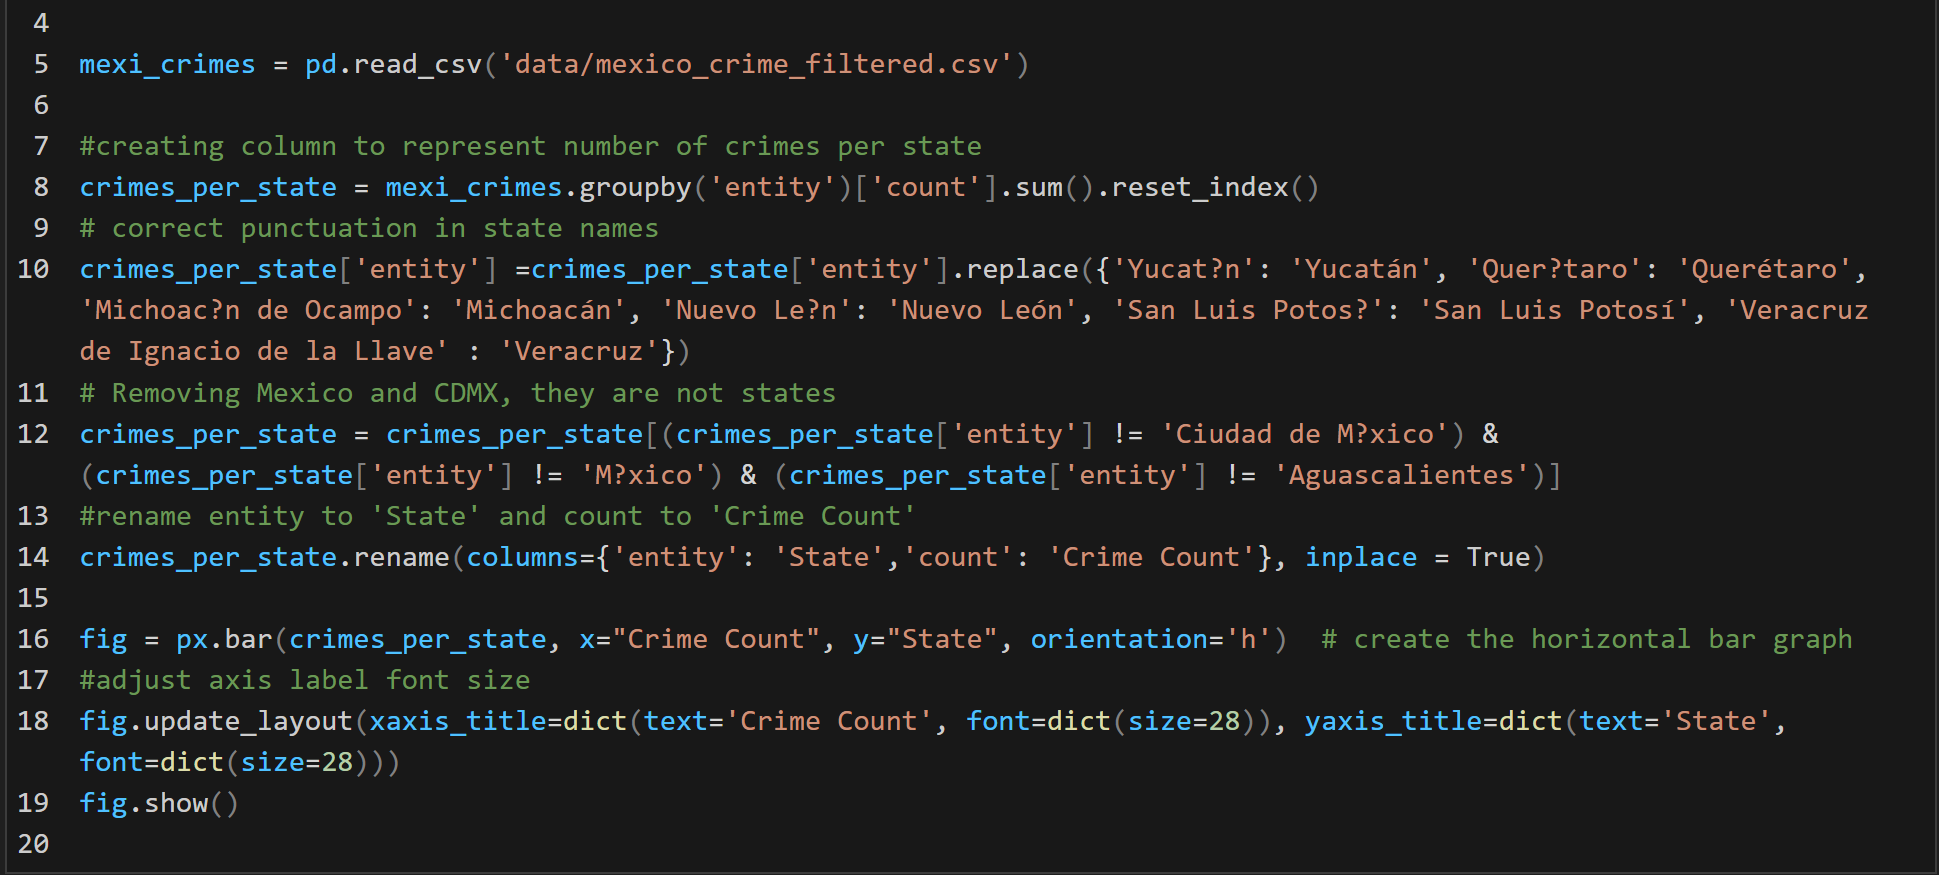 4
5 mexi_crimes = pd.read_csv('data/mexico_crime_filtered.csv')
6
7 #creating column to represent number of crimes per state
8 crimes_per_state = mexi_crimes.groupby('entity')['count'].sum().reset_index()
9 # correct punctuation in state names
10 crimes_per_state['entity'] =crimes_per_state['entity'].replace({'Yucat?n': 'Yucatán', 'Quer?taro': 'Querétaro',
'Michoac?n de Ocampo': 'Michoacán', 'Nuevo Le?n': 'Nuevo León', 'San Luis Potos?': 'San Luis Potosí', 'Veracruz
de Ignacio de la Llave' : 'Veracruz'})
11 # Removing Mexico and CDMX, they are not states
12 crimes_per_state = crimes_per_state[(crimes_per_state['entity'] != 'Ciudad de M?xico') &
(crimes_per_state['entity'] != 'M?xico') & (crimes_per_state['entity'] != 'Aguascalientes')]
13 #rename entity to 'State' and count to 'Crime Count'
14 crimes_per_state.rename(columns={'entity': 'State','count': 'Crime Count'}, inplace = True)
15
16 fig = px.bar(crimes_per_state, x="Crime Count", y="State", orientation='h')  # create the horizontal bar graph
17 #adjust axis label font size
18 fig.update_layout(xaxis_title=dict(text='Crime Count', font=dict(size=28)), yaxis_title=dict(text='State',
font=dict(size=28)))
19 fig.show()
20